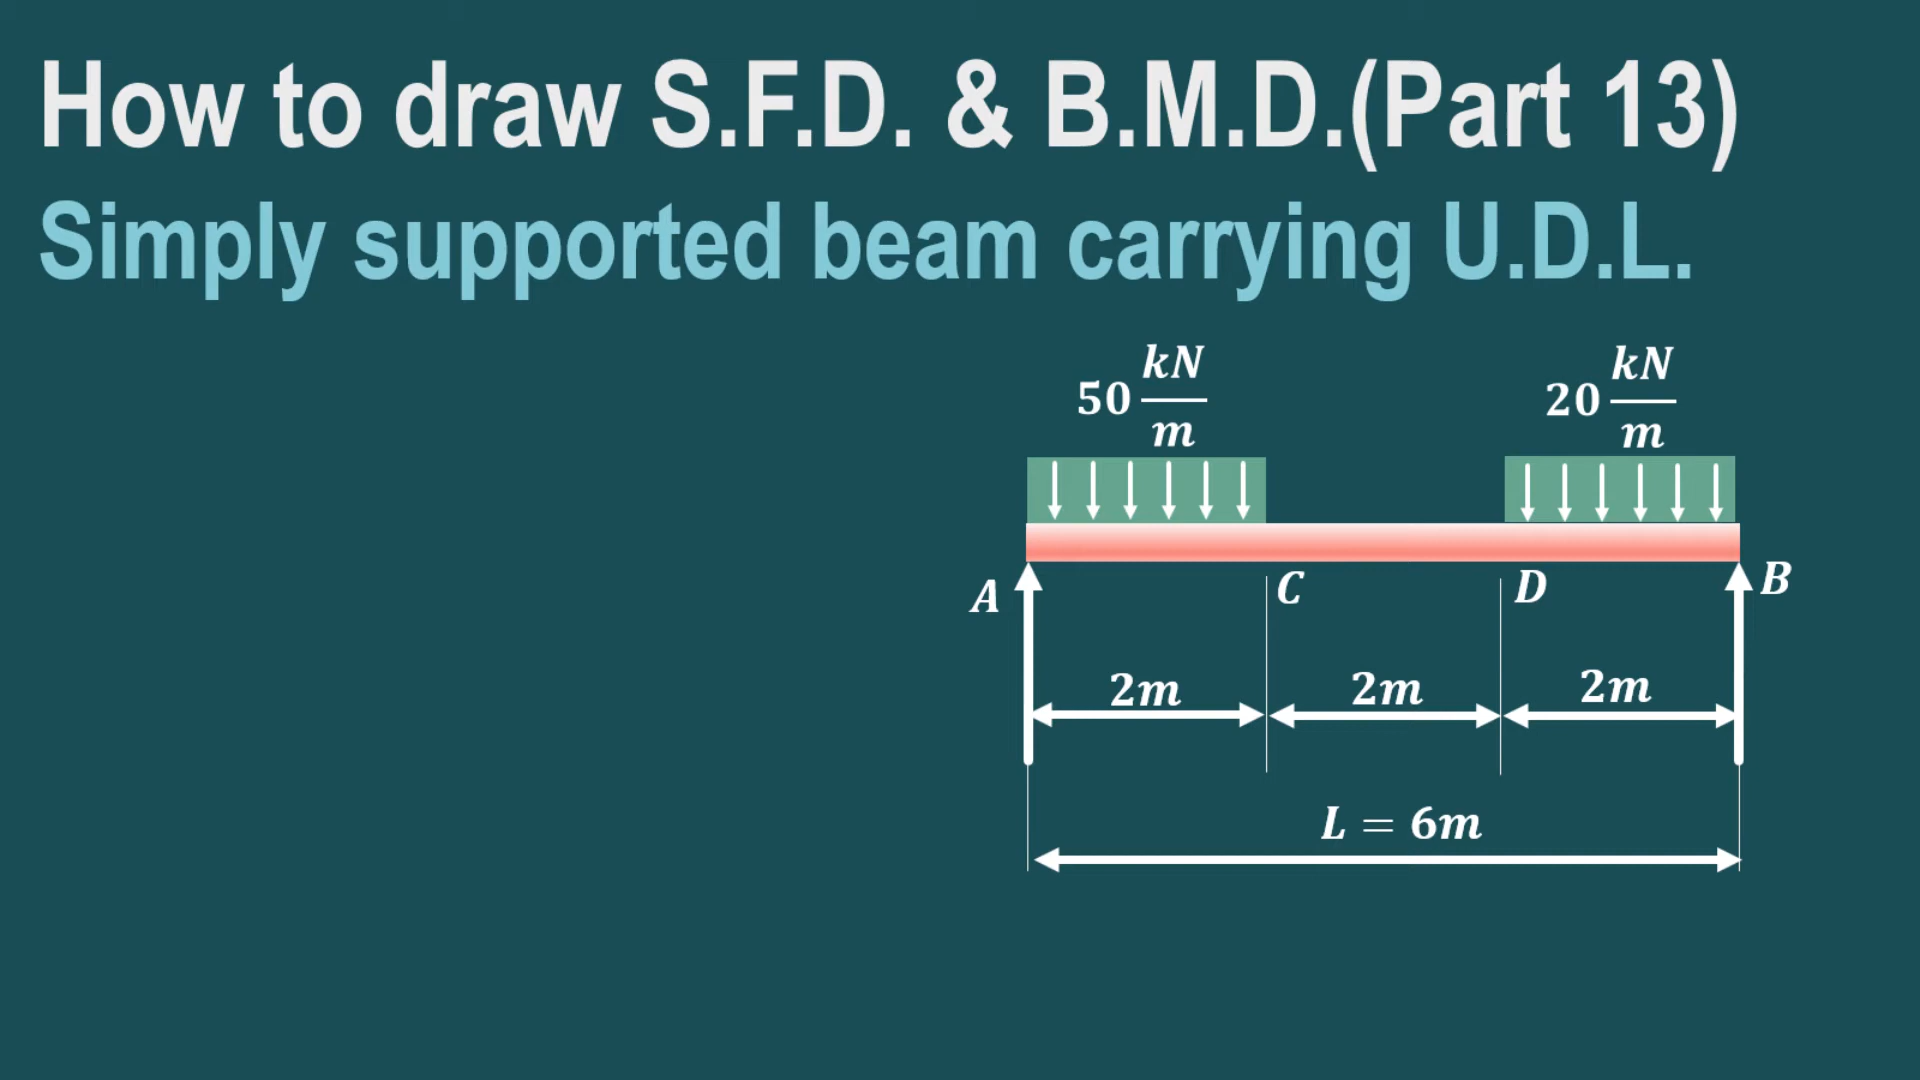 How to draw S.F.D. & B.M.D.(Part 13)
Simply supported beam carrying U.D.L.
50 kN/m 20 kN/m
A C D B
2m 2m 2m
L = 6m